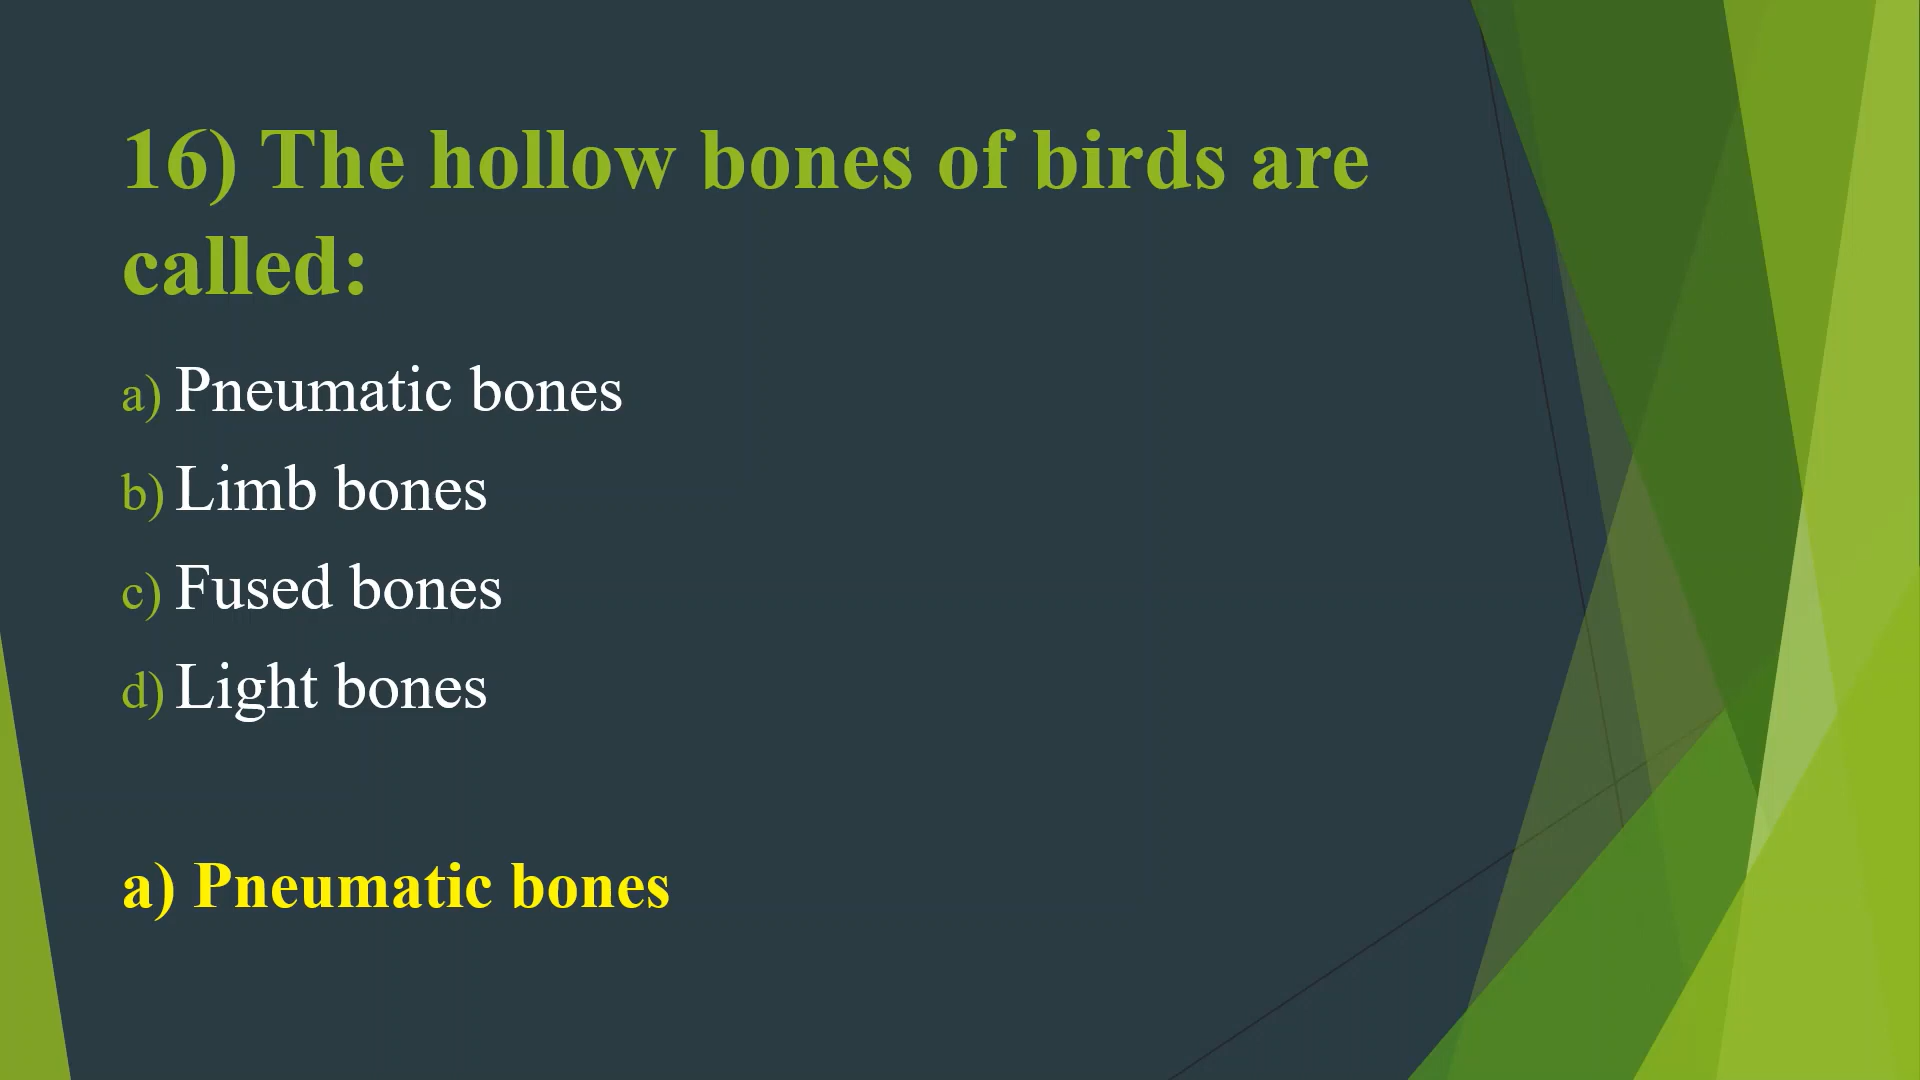 16) The hollow bones of birds are
called:
a) Pneumatic bones
b) Limb bones
c) Fused bones
d) Light bones
a) Pneumatic bones